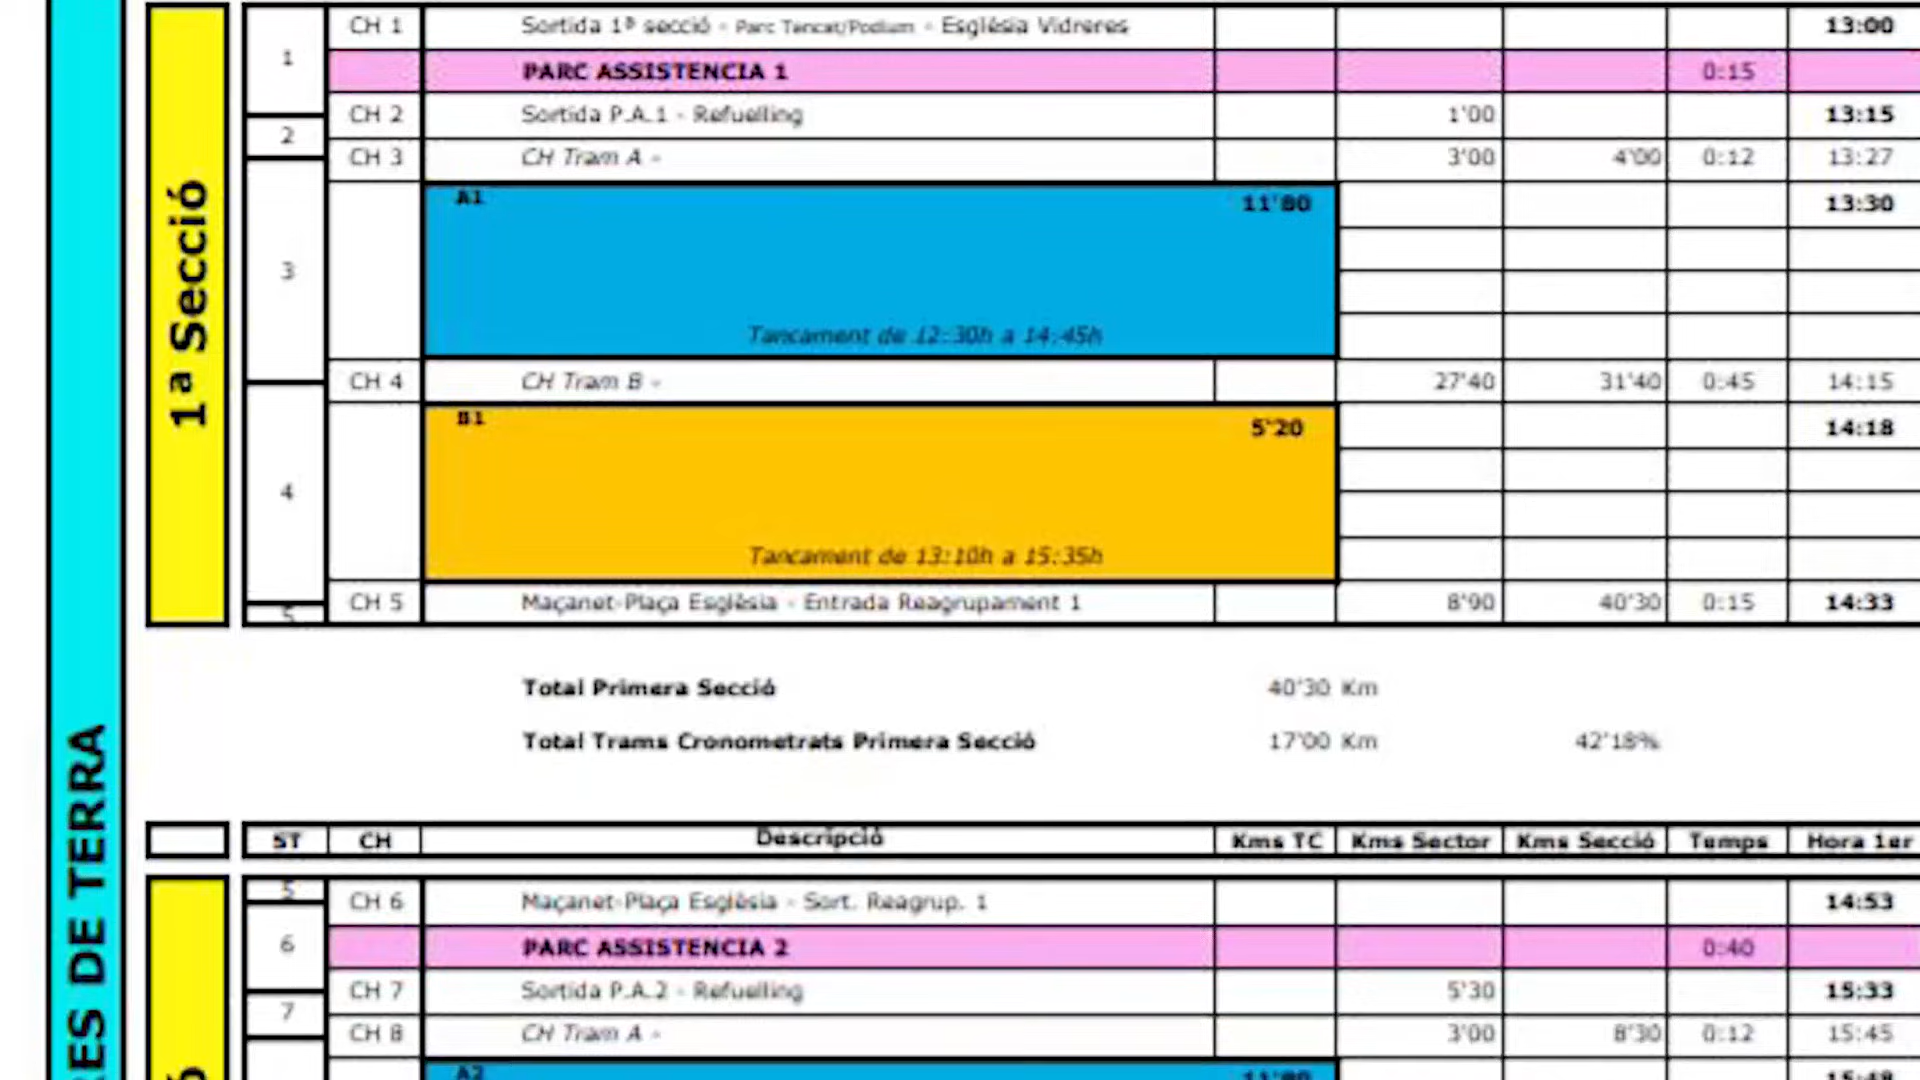 CH 1 Sortida 1ª secció - Parc Tancat/Podium - Església Vidreres 13:00
1
PARC ASSISTENCIA 1 0:15
CH 2 Sortida P.A.1 - Refuelling 1'00 13:15
2
CH 3 CH Tram A - 3'00 4'00 0:12 13:27
A1 11'80 13:30
3
Tancament de 12:30h a 14:45h
CH 4 CH Tram B - 27'40 31'40 0:45 14:15
B1 5'20 14:18
4
Tancament de 13:10h a 15:35h
5 CH 5 Maçanet-Plaça Església - Entrada Reagrupament 1 8'90 40'30 0:15 14:33
1ª Secció
Total Primera Secció 40'30 Km
Total Trams Cronometrats Primera Secció 17'00 Km 42'18%
ST CH Descripció Kms TC Kms Sector Kms Secció Temps Hora 1er
5 CH 6 Maçanet-Plaça Església - Sort. Reagrup. 1 14:53
6
PARC ASSISTENCIA 2 0:40
CH 7 Sortida P.A.2 - Refuelling 5'30 15:33
7
CH 8 CH Tram A - 3'00 8'30 0:12 15:45
A2 11'80 15:48
RES DE TERRA